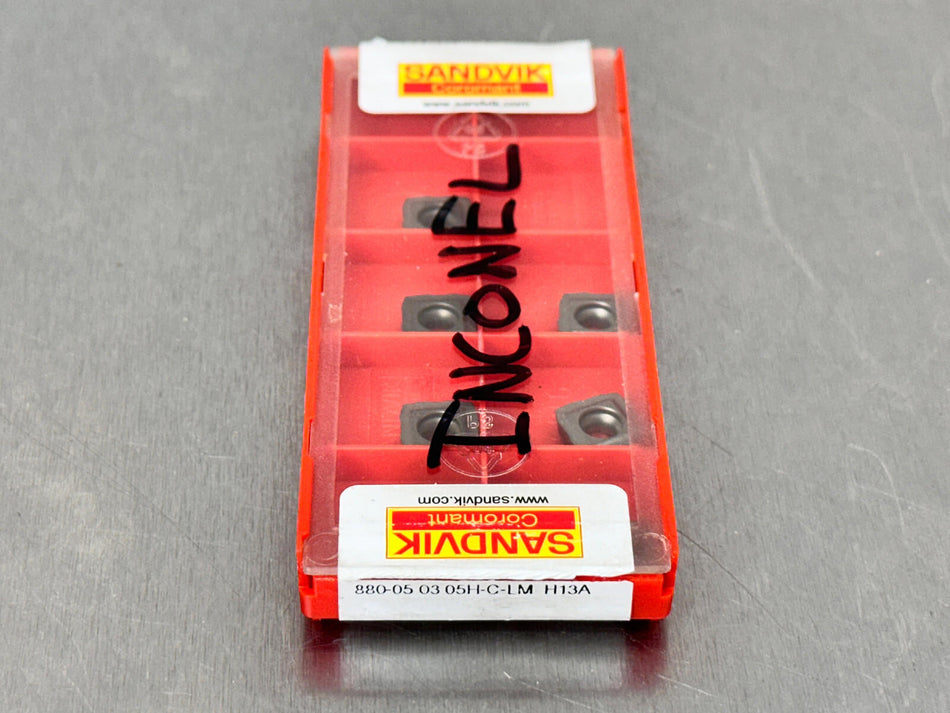 SANDVIK
Coromant
www.sandvik.com
INCONEL
www.sandvik.com
Coromant
SANDVIK
880-05 03 05H-C-LM H13A